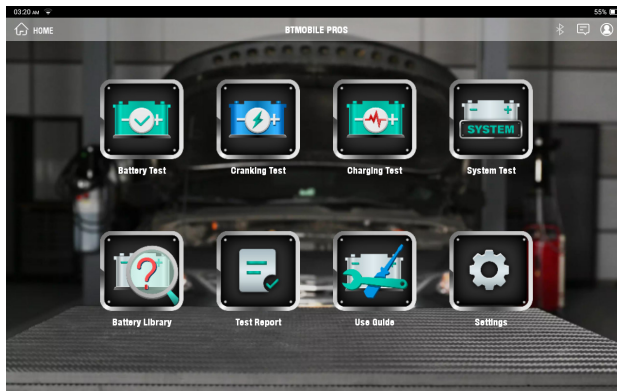 03:20 AM
55%
HOME
BTMOBILE PROS
Battery Test
Cranking Test
Charging Test
System Test
SYSTEM
Battery Library
Test Report
Use Guide
Settings